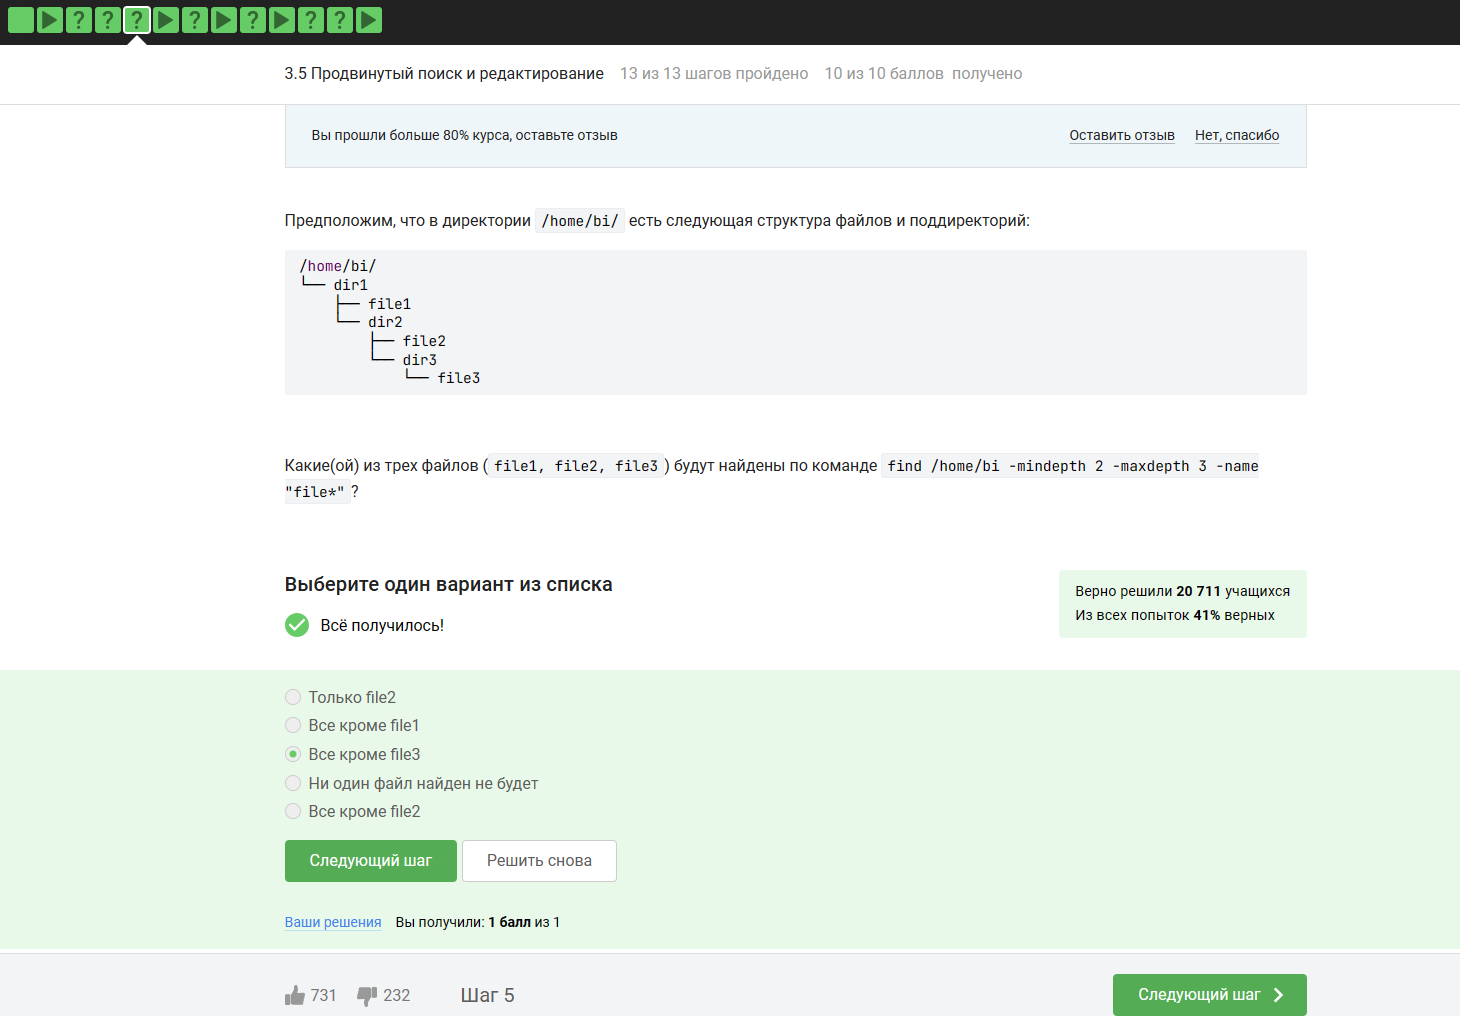 3.5 Продвинутый поиск и редактирование 13 из 13 шагов пройдено 10 из 10 баллов получено
Вы прошли больше 80% курса, оставьте отзыв Оставить отзыв Нет, спасибо
Предположим, что в директории /home/bi/ есть следующая структура файлов и поддиректорий:
/home/bi/
└── dir1
    ├── file1
    └── dir2
        ├── file2
        └── dir3
            └── file3
Какие(ой) из трех файлов ( file1, file2, file3 ) будут найдены по команде find /home/bi -mindepth 2 -maxdepth 3 -name
"file*" ?
Выберите один вариант из списка
Всё получилось!
Верно решили 20 711 учащихся
Из всех попыток 41% верных
Только file2
Все кроме file1
Все кроме file3
Ни один файл найден не будет
Все кроме file2
Следующий шаг Решить снова
Ваши решения Вы получили: 1 балл из 1
731 232 Шаг 5 Следующий шаг